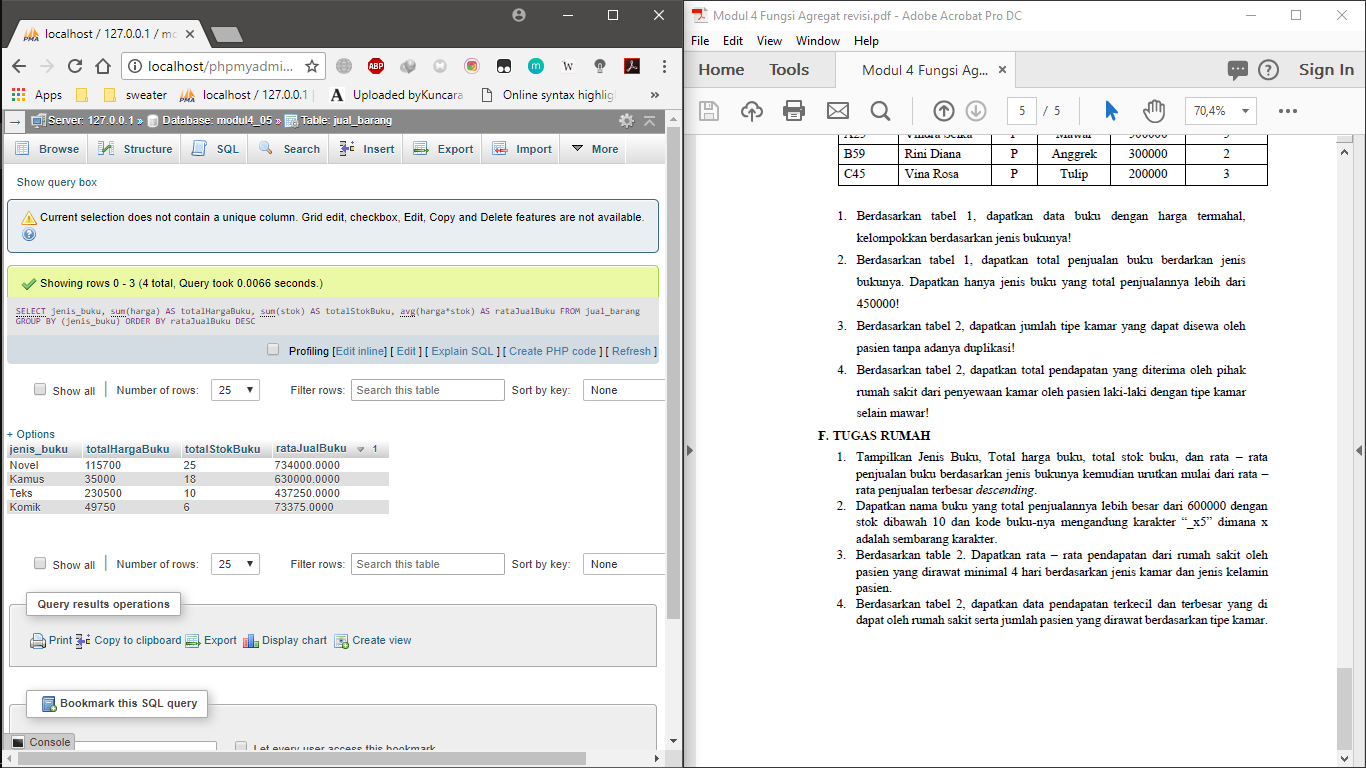 localhost / 127.0.0.1 / mo
localhost/phpmyadmi...
Apps
sweater
localhost / 127.0.0.1
Uploaded byKuncara
Online syntax highlig
»
Server: 127.0.0.1 » Database: modul4_05 » Table: jual_barang
Browse
Structure
SQL
Search
Insert
Export
Import
More
Show query box
Current selection does not contain a unique column. Grid edit, checkbox, Edit, Copy and Delete features are not available.
Showing rows 0 - 3 (4 total, Query took 0.0066 seconds.)
SELECT jenis_buku, sum(harga) AS totalHargaBuku, sum(stok) AS totalStokBuku, avg(harga*stok) AS rataJualBuku FROM jual_barang
GROUP BY (jenis_buku) ORDER BY rataJualBuku DESC
Profiling [Edit inline] [ Edit ] [ Explain SQL ] [ Create PHP code ] [ Refresh ]
Show all | Number of rows: 25 Filter rows: Search this table Sort by key: None
+ Options
jenis_buku totalHargaBuku totalStokBuku rataJualBuku 1
Novel 115700 25 734000.0000
Kamus 35000 18 630000.0000
Teks 230500 10 437250.0000
Komik 49750 6 73375.0000
Show all | Number of rows: 25 Filter rows: Search this table Sort by key: None
Query results operations
Print Copy to clipboard Export Display chart Create view
Bookmark this SQL query
Console
Let every user access this bookmark
Modul 4 Fungsi Agregat revisi.pdf - Adobe Acrobat Pro DC
File Edit View Window Help
Home Tools Modul 4 Fungsi Ag... × Sign In
5 / 5 70,4%
B59 Rini Diana P Anggrek 300000 2
C45 Vina Rosa P Tulip 200000 3
1. Berdasarkan tabel 1, dapatkan data buku dengan harga termahal,
kelompokkan berdasarkan jenis bukunya!
2. Berdasarkan tabel 1, dapatkan total penjualan buku berdarkan jenis
bukunya. Dapatkan hanya jenis buku yang total penjualannya lebih dari
450000!
3. Berdasarkan tabel 2, dapatkan jumlah tipe kamar yang dapat disewa oleh
pasien tanpa adanya duplikasi!
4. Berdasarkan tabel 2, dapatkan total pendapatan yang diterima oleh pihak
rumah sakit dari penyewaan kamar oleh pasien laki-laki dengan tipe kamar
selain mawar!
F. TUGAS RUMAH
1. Tampilkan Jenis Buku, Total harga buku, total stok buku, dan rata – rata
penjualan buku berdasarkan jenis bukunya kemudian urutkan mulai dari rata –
rata penjualan terbesar descending.
2. Dapatkan nama buku yang total penjualannya lebih besar dari 600000 dengan
stok dibawah 10 dan kode buku-nya mengandung karakter “_x5” dimana x
adalah sembarang karakter.
3. Berdasarkan table 2. Dapatkan rata – rata pendapatan dari rumah sakit oleh
pasien yang dirawat minimal 4 hari berdasarkan jenis kamar dan jenis kelamin
pasien.
4. Berdasarkan tabel 2, dapatkan data pendapatan terkecil dan terbesar yang di
dapat oleh rumah sakit serta jumlah pasien yang dirawat berdasarkan tipe kamar.